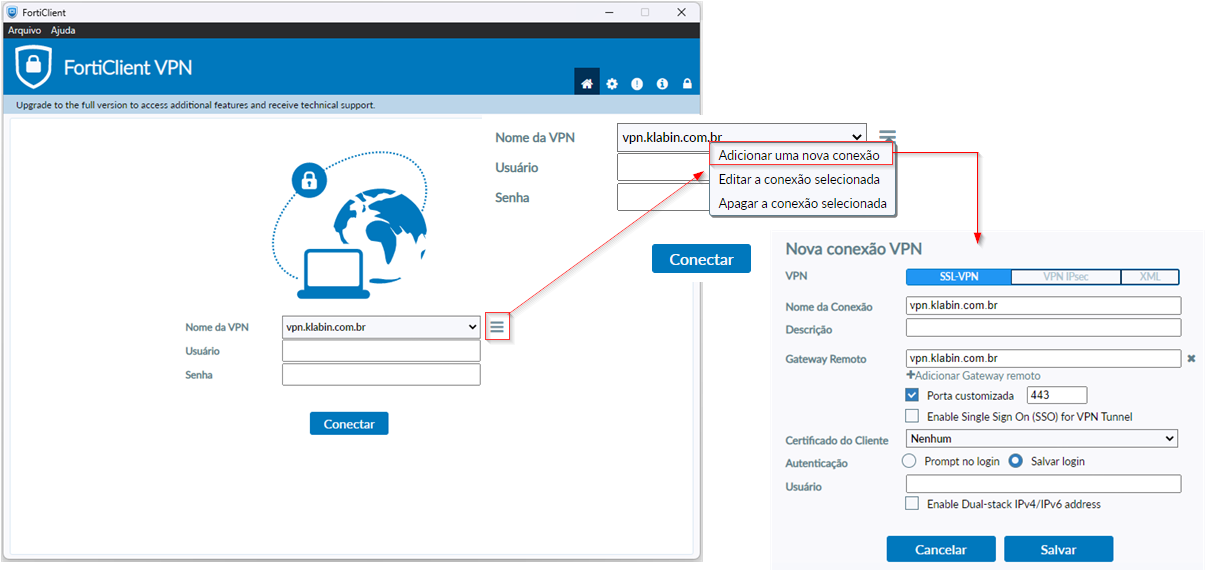 FortiClient
Arquivo Ajuda
FortiClient VPN
Upgrade to the full version to access additional features and receive technical support.
Nome da VPN vpn.klabin.com.br
Usuário
Senha
Conectar
Nome da VPN vpn.klabin.com.br
Usuário
Senha
Adicionar uma nova conexão
Editar a conexão selecionada
Apagar a conexão selecionada
Conectar
Nova conexão VPN
VPN SSL-VPN VPN IPsec XML
Nome da Conexão vpn.klabin.com.br
Descrição
Gateway Remoto vpn.klabin.com.br
+Adicionar Gateway remoto
Porta customizada 443
Enable Single Sign On (SSO) for VPN Tunnel
Certificado do Cliente Nenhum
Autenticação Prompt no login Salvar login
Usuário
Enable Dual-stack IPv4/IPv6 address
Cancelar Salvar